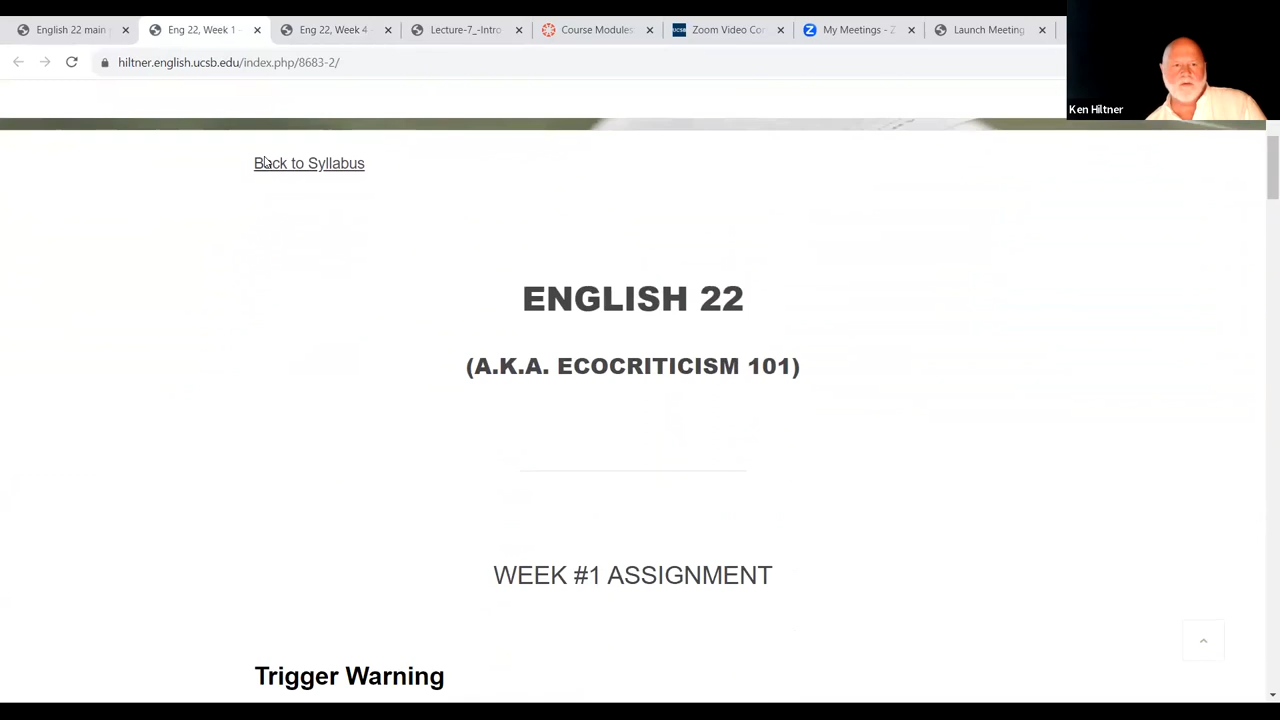 English 22 main
Eng 22, Week 1 -
Eng 22, Week 4
Lecture-7_-Intro
Course Modules:
Zoom Video Con
My Meetings - Z
Launch Meeting
hiltner.english.ucsb.edu/index.php/8683-2/
Ken Hiltner
Back to Syllabus
ENGLISH 22
(A.K.A. ECOCRITICISM 101)
WEEK #1 ASSIGNMENT
Trigger Warning